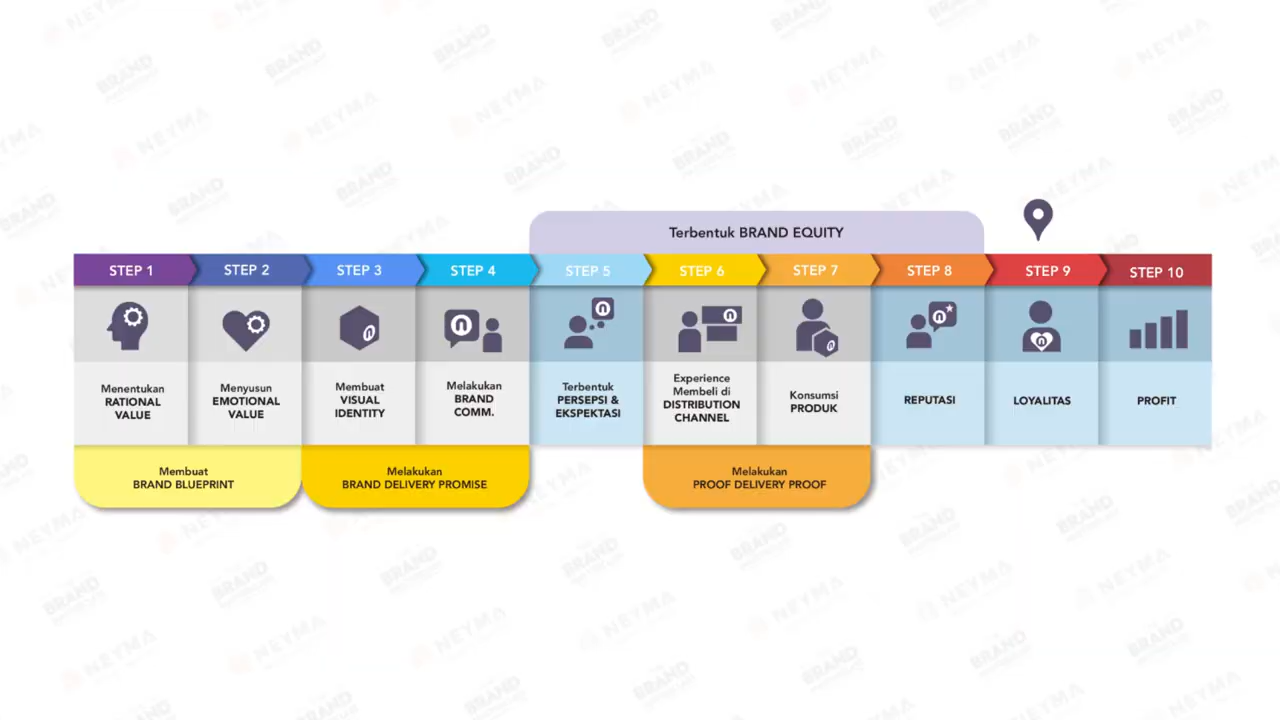 Terbentuk BRAND EQUITY
STEP 1
STEP 2
STEP 3
STEP 4
STEP 5
STEP 6
STEP 7
STEP 8
STEP 9
STEP 10
Menentukan
RATIONAL
VALUE
Menyusun
EMOTIONAL
VALUE
Membuat
VISUAL
IDENTITY
Melakukan
BRAND
COMM.
Terbentuk
PERSEPSI &
EKSPEKTASI
Experience
Membeli di
DISTRIBUTION
CHANNEL
Konsumsi
PRODUK
REPUTASI
LOYALITAS
PROFIT
Membuat
BRAND BLUEPRINT
Melakukan
BRAND DELIVERY PROMISE
Melakukan
PROOF DELIVERY PROOF
NEYMA
BRAND